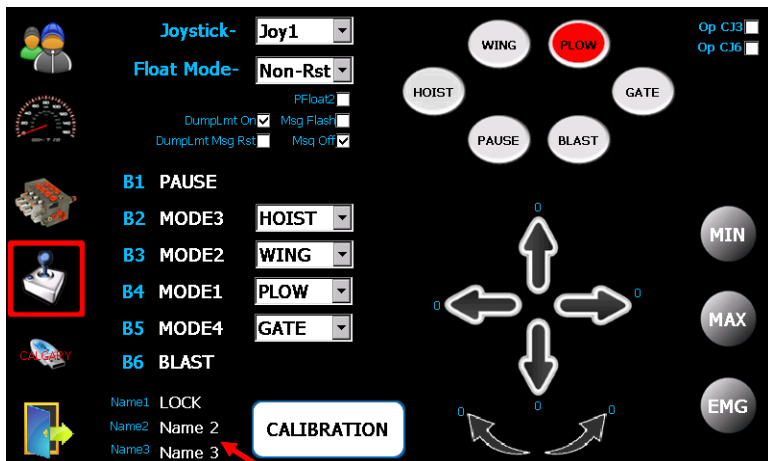 Joystick- Joy1
Float Mode- Non-Rst
PFloat2
DumpLmt On Msg Flash
DumpLmt Msg Rst Msg Off
B1 PAUSE
B2 MODE3 HOIST
B3 MODE2 WING
B4 MODE1 PLOW
B5 MODE4 GATE
B6 BLAST
Name1 LOCK
Name2 Name 2
Name3 Name 3
CALIBRATION
CALGARY
WING PLOW
HOIST GATE
PAUSE BLAST
Op CJ3
Op CJ6
0
0 0
0
0 0
MIN
MAX
EMG